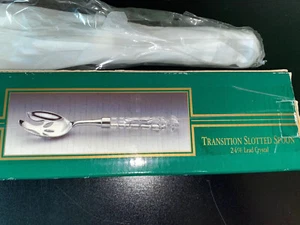 TRANSITION SLOTTED SPOON
24% Lead Crystal